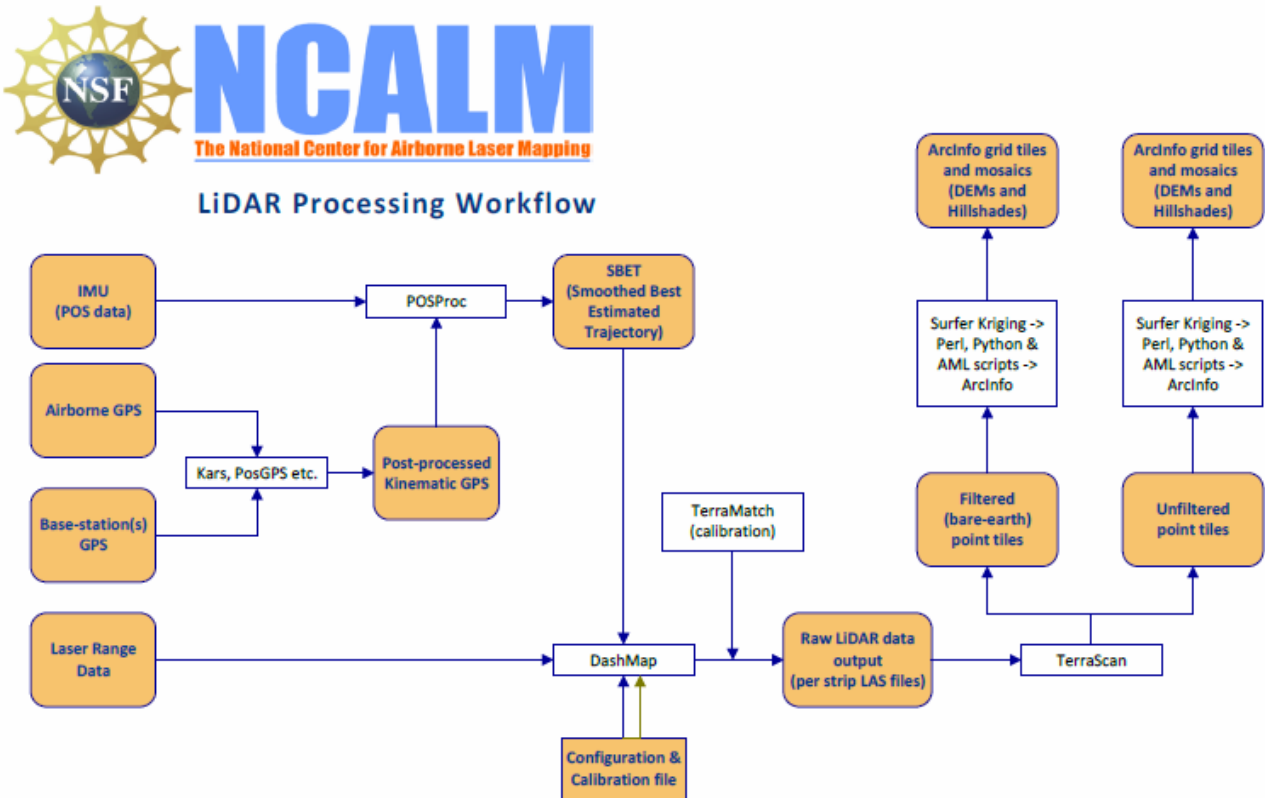 NSF
NCALM
The National Center for Airborne Laser Mapping
LiDAR Processing Workflow
IMU
(POS data)
POSProc
SBET
(Smoothed Best
Estimated
Trajectory)
Airborne GPS
Kars, PosGPS etc.
Post-processed
Kinematic GPS
Base-station(s)
GPS
Laser Range
Data
DashMap
Configuration &
Calibration file
TerraMatch
(calibration)
Raw LiDAR data
output
(per strip LAS files)
TerraScan
Filtered
(bare-earth)
point tiles
Unfiltered
point tiles
Surfer Kriging ->
Perl, Python &
AML scripts ->
ArcInfo
Surfer Kriging ->
Perl, Python &
AML scripts ->
ArcInfo
ArcInfo grid tiles
and mosaics
(DEMs and
Hillshades)
ArcInfo grid tiles
and mosaics
(DEMs and
Hillshades)